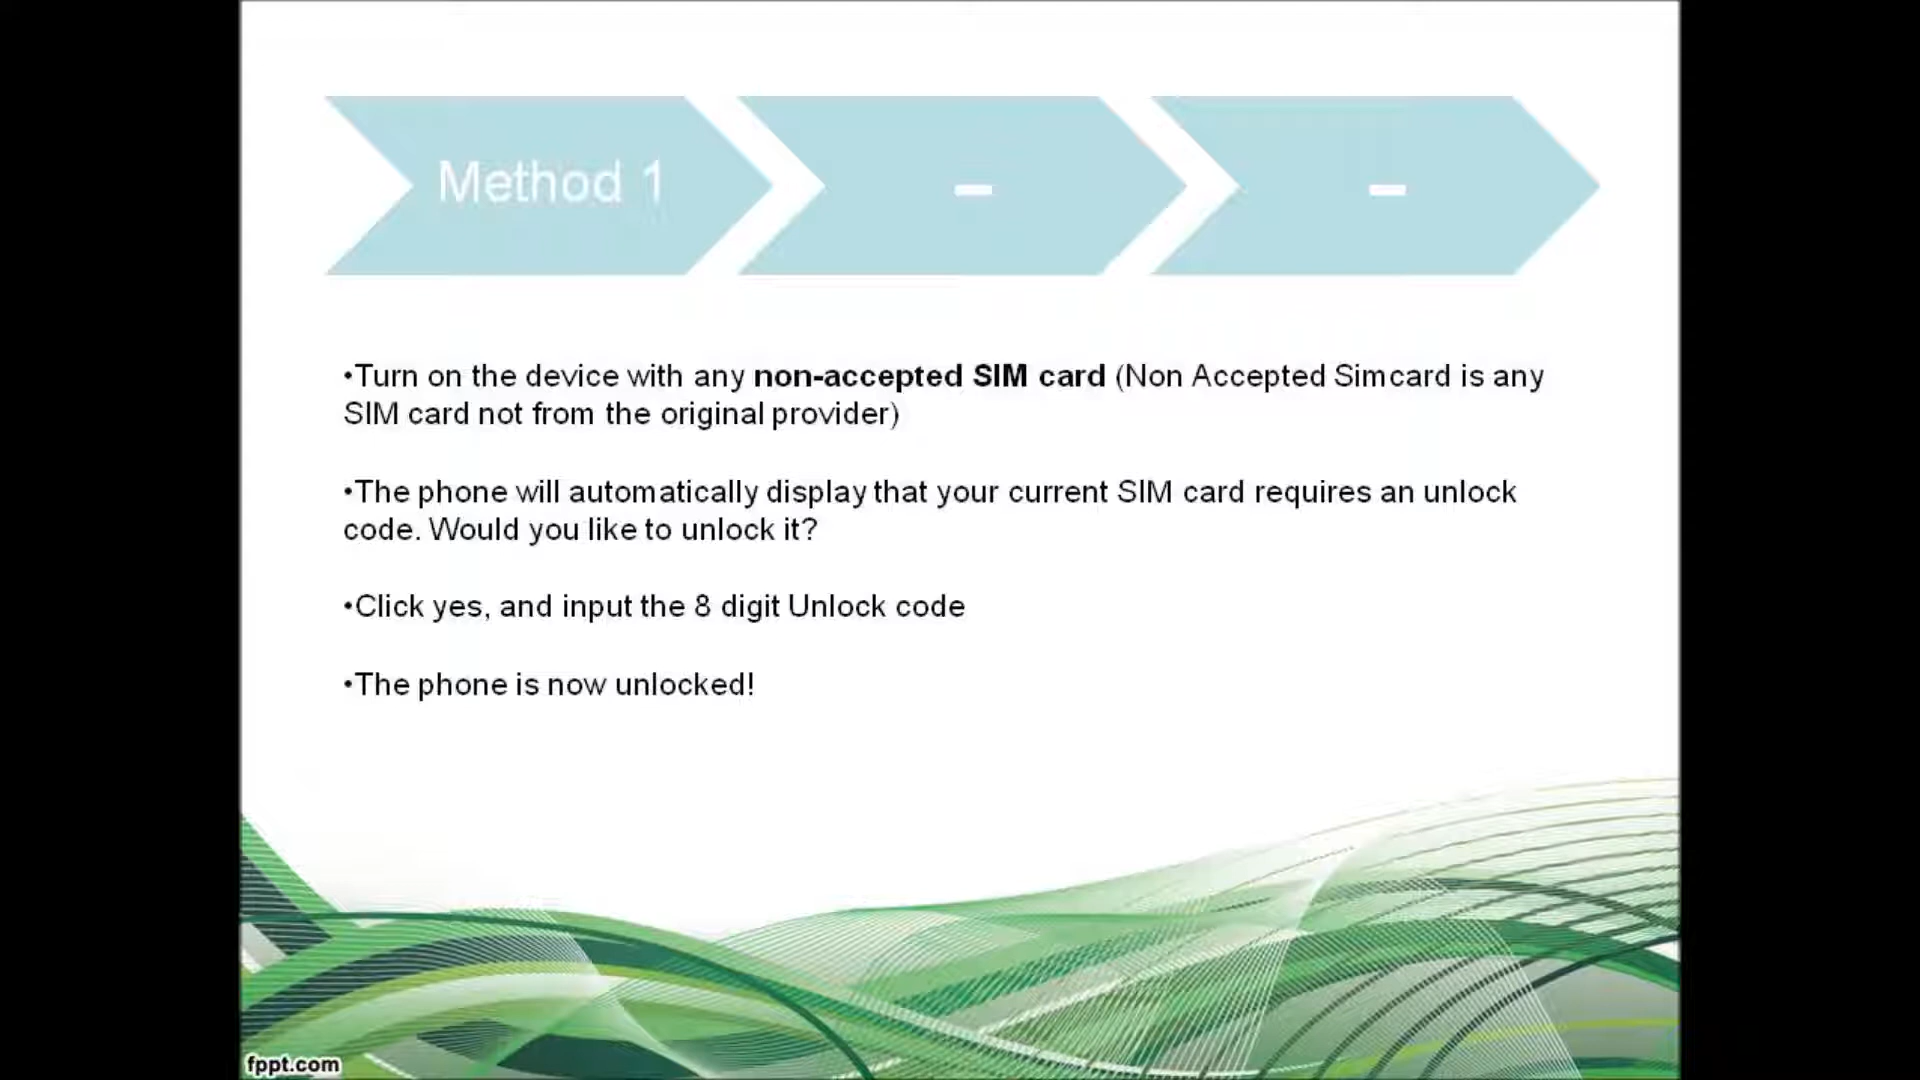 Method 1
-
-
•Turn on the device with any non-accepted SIM card (Non Accepted Simcard is any
SIM card not from the original provider)
•The phone will automatically display that your current SIM card requires an unlock
code. Would you like to unlock it?
•Click yes, and input the 8 digit Unlock code
•The phone is now unlocked!
fppt.com